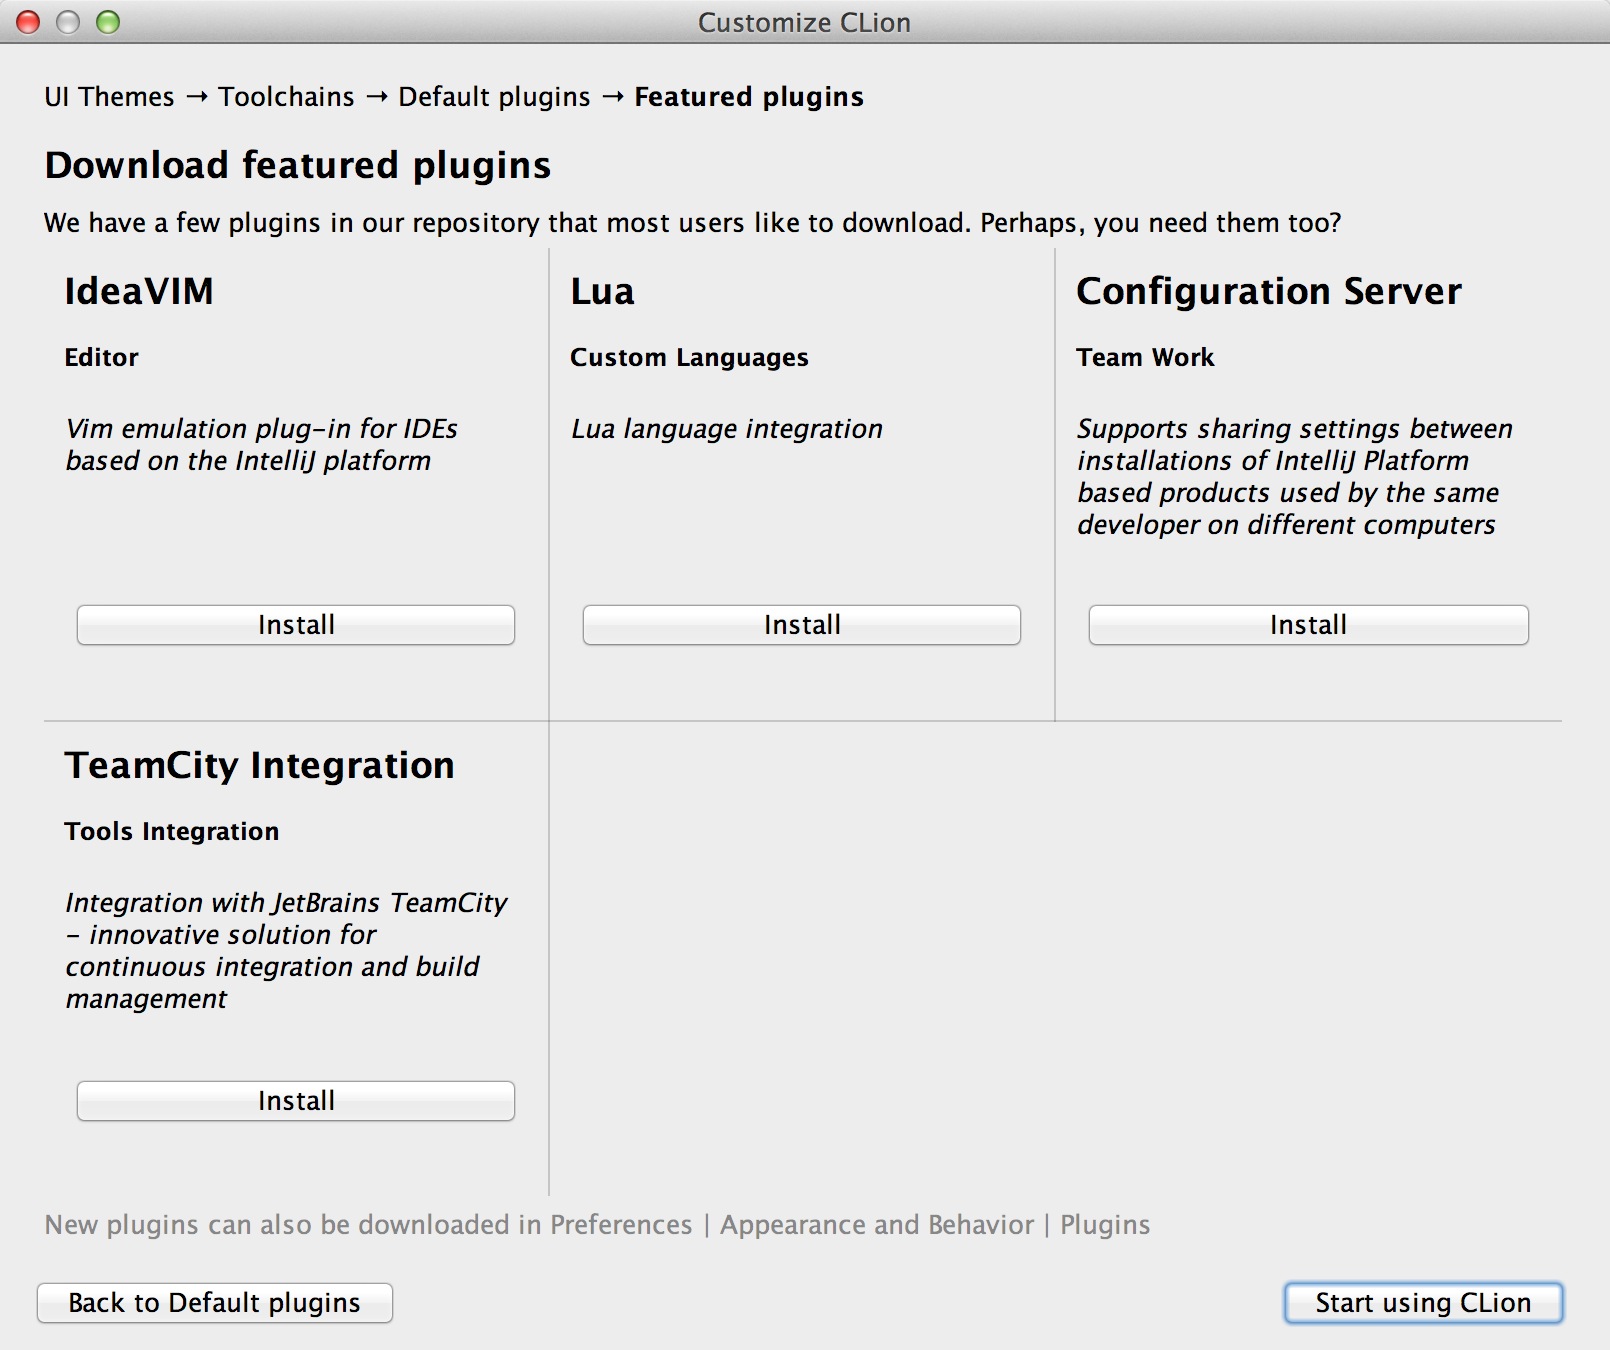 Customize CLion
UI Themes → Toolchains → Default plugins → Featured plugins
Download featured plugins
We have a few plugins in our repository that most users like to download. Perhaps, you need them too?
IdeaVIM
Editor
Vim emulation plug-in for IDEs
based on the IntelliJ platform
Install
Lua
Custom Languages
Lua language integration
Install
Configuration Server
Team Work
Supports sharing settings between
installations of IntelliJ Platform
based products used by the same
developer on different computers
Install
TeamCity Integration
Tools Integration
Integration with JetBrains TeamCity
- innovative solution for
continuous integration and build
management
Install
New plugins can also be downloaded in Preferences | Appearance and Behavior | Plugins
Back to Default plugins
Start using CLion